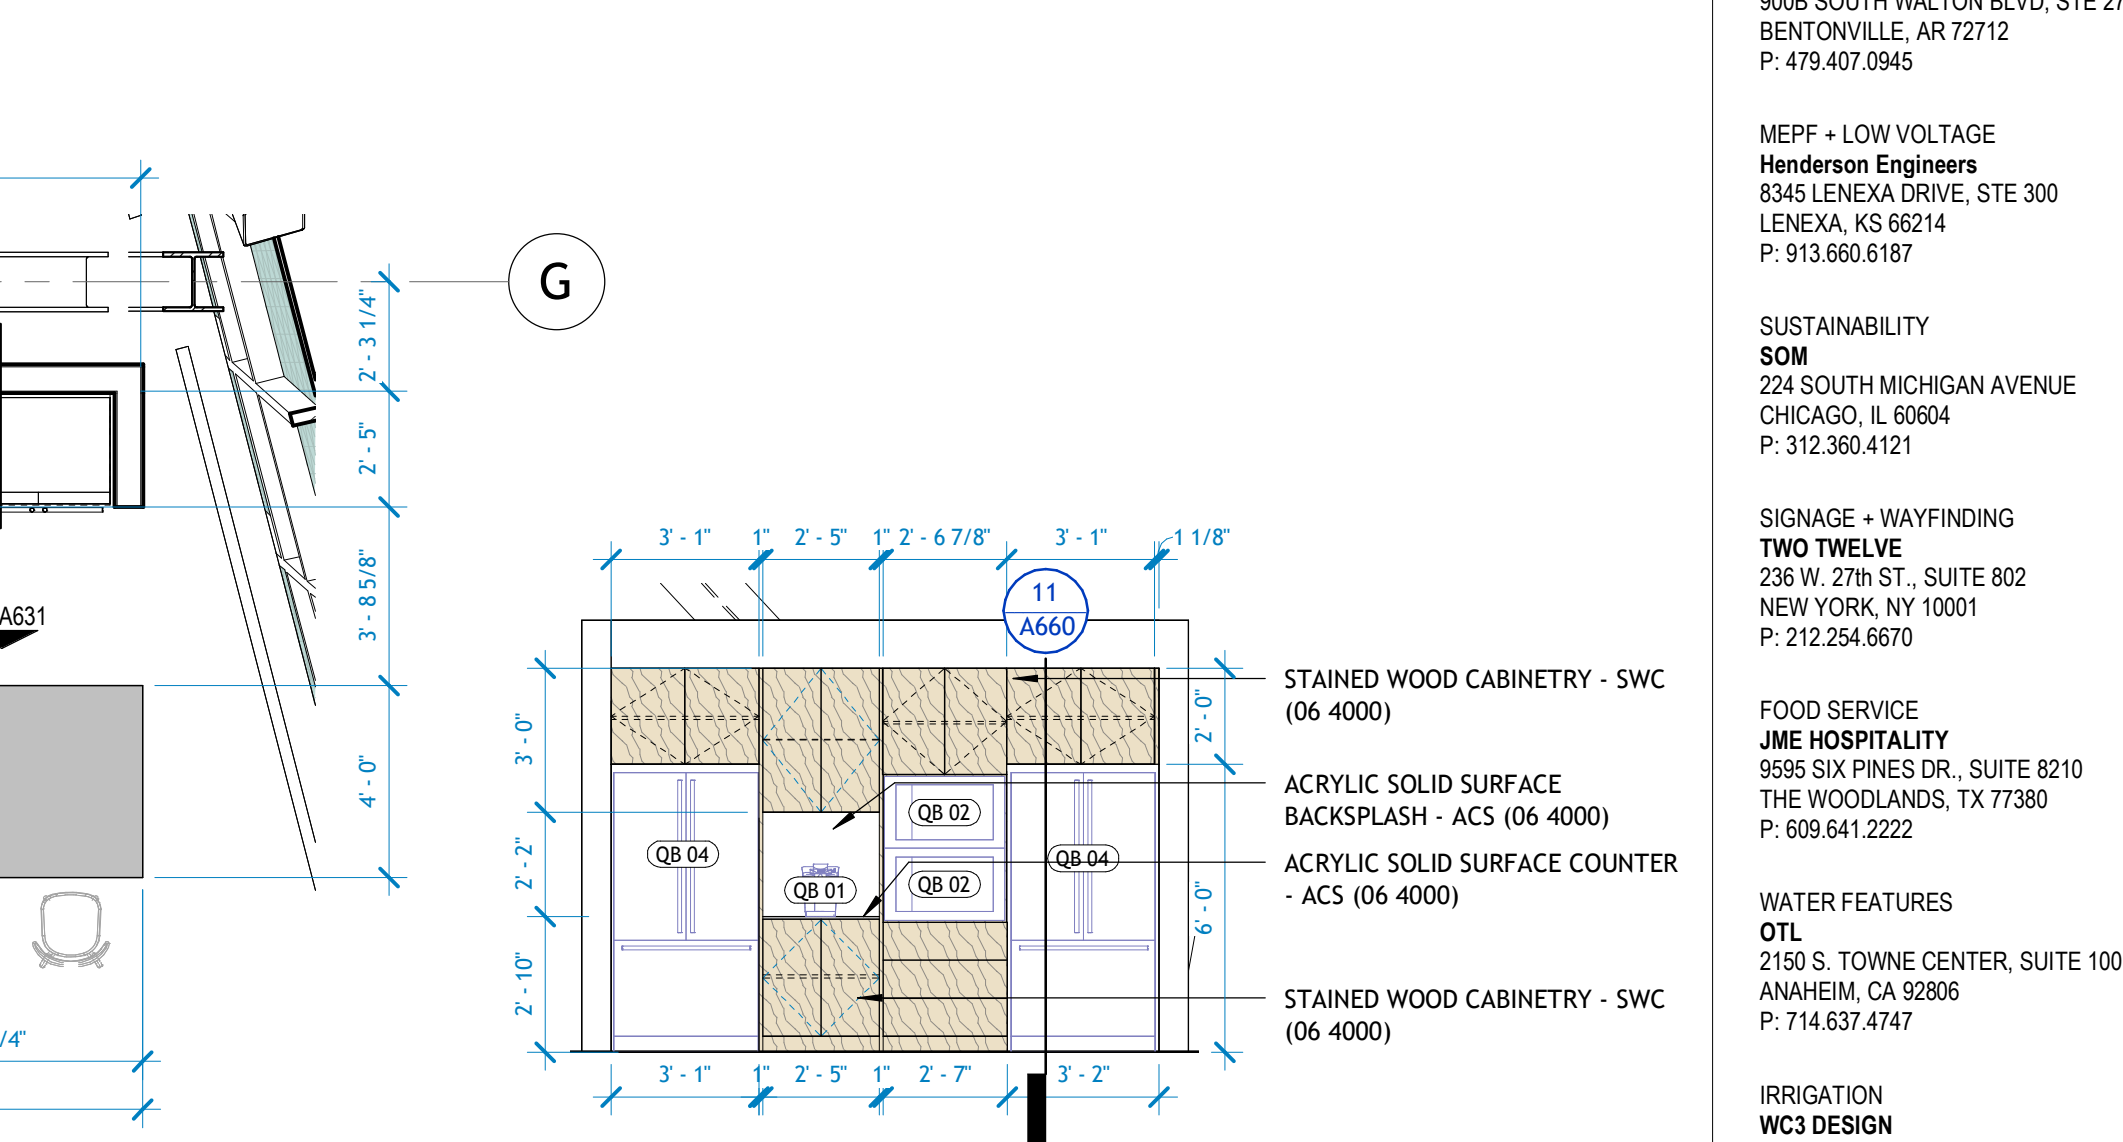 G
2' - 3 1/4"
2' - 5"
3' - 8 5/8"
4' - 0"
A631
/4"
3' - 1" 1" 2' - 5" 1" 2' - 6 7/8" 3' - 1" 1 1/8"
11
A660
3' - 0"
2' - 2"
2' - 10"
2' - 0"
6' - 0"
QB 04
QB 01
QB 02
QB 02
QB 04
STAINED WOOD CABINETRY - SWC
(06 4000)
ACRYLIC SOLID SURFACE
BACKSPLASH - ACS (06 4000)
ACRYLIC SOLID SURFACE COUNTER
- ACS (06 4000)
STAINED WOOD CABINETRY - SWC
(06 4000)
3' - 1" 1" 2' - 5" 1" 2' - 7" 3' - 2"
900B SOUTH WALTON BLVD, STE 27
BENTONVILLE, AR 72712
P: 479.407.0945
MEPF + LOW VOLTAGE
Henderson Engineers
8345 LENEXA DRIVE, STE 300
LENEXA, KS 66214
P: 913.660.6187
SUSTAINABILITY
SOM
224 SOUTH MICHIGAN AVENUE
CHICAGO, IL 60604
P: 312.360.4121
SIGNAGE + WAYFINDING
TWO TWELVE
236 W. 27th ST., SUITE 802
NEW YORK, NY 10001
P: 212.254.6670
FOOD SERVICE
JME HOSPITALITY
9595 SIX PINES DR., SUITE 8210
THE WOODLANDS, TX 77380
P: 609.641.2222
WATER FEATURES
OTL
2150 S. TOWNE CENTER, SUITE 100
ANAHEIM, CA 92806
P: 714.637.4747
IRRIGATION
WC3 DESIGN